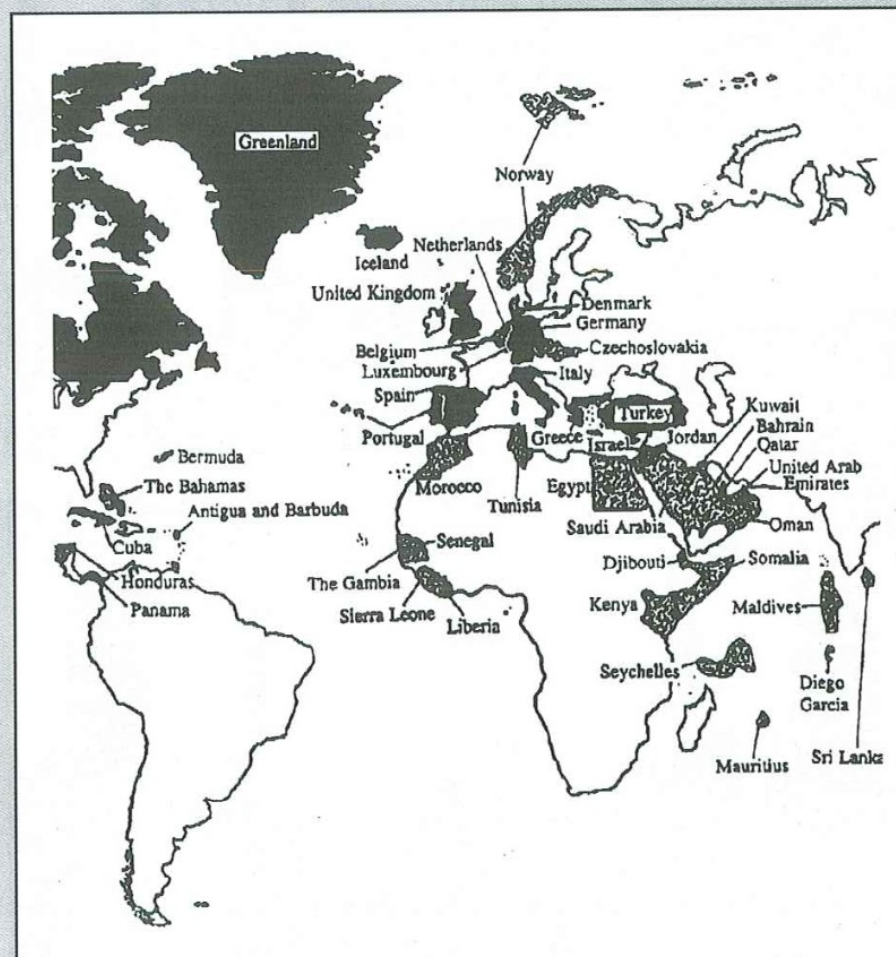 Greenland
Norway
Netherlands
Iceland
United Kingdom
Denmark
Germany
Belgium
Czechoslovakia
Luxembourg
Italy
Spain
Turkey
Kuwait
Portugal
Greece
Israel
Jordan
Bahrain
Qatar
Bermuda
The Bahamas
Morocco
Tunisia
Egypt
United Arab
Emirates
Antigua and Barbuda
Saudi Arabia
Oman
Cuba
Senegal
Djibouti
Somalia
Honduras
The Gambia
Panama
Sierra Leone
Liberia
Kenya
Maldives
Seychelles
Diego
Garcia
Mauritius
Sri Lanka